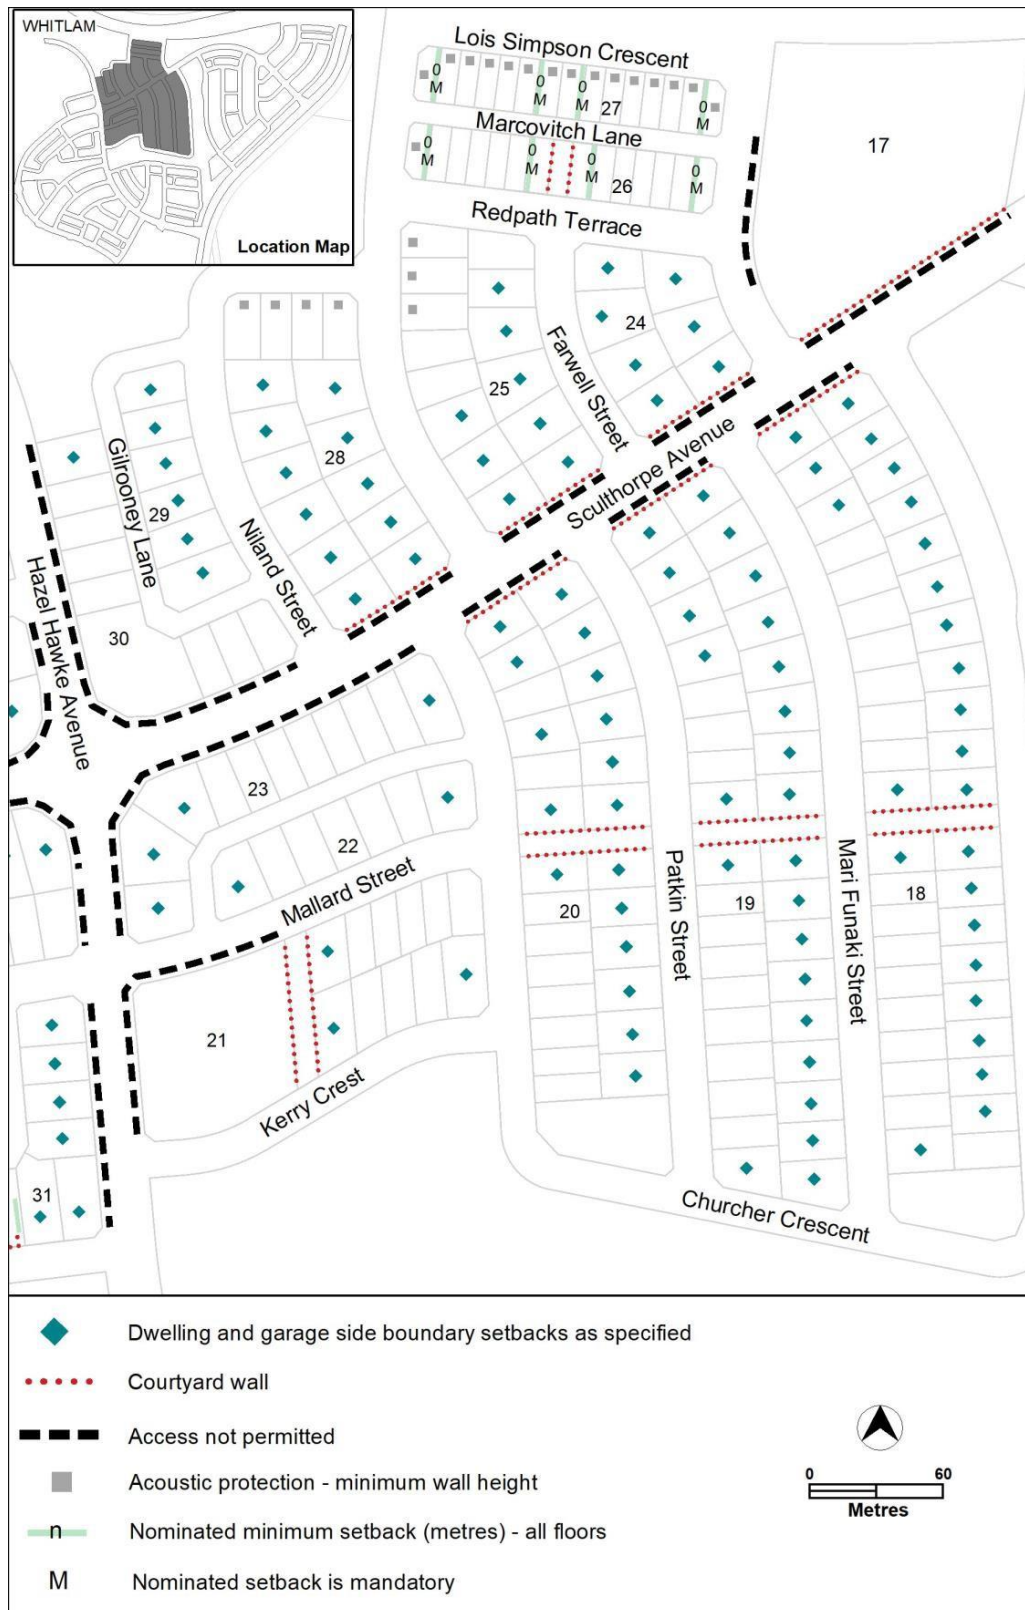 WHITLAM
Location Map
Lois Simpson Crescent
0
M
0
M
0
M
0
M
27
Marcovitch Lane
0
M
0
M
0
M
0
M
26
Redpath Terrace
17
24
Farwell Street
25
28
Sculthorpe Avenue
Gilrooney Lane
29
Niland Street
Hazel Hawke Avenue
30
23
22
Mallard Street
Patkin Street
Mari Funaki Street
20
19
18
21
Kerry Crest
31
Churcher Crescent
Dwelling and garage side boundary setbacks as specified
Courtyard wall
Access not permitted
Acoustic protection - minimum wall height
0 60
Metres
n Nominated minimum setback (metres) - all floors
M Nominated setback is mandatory